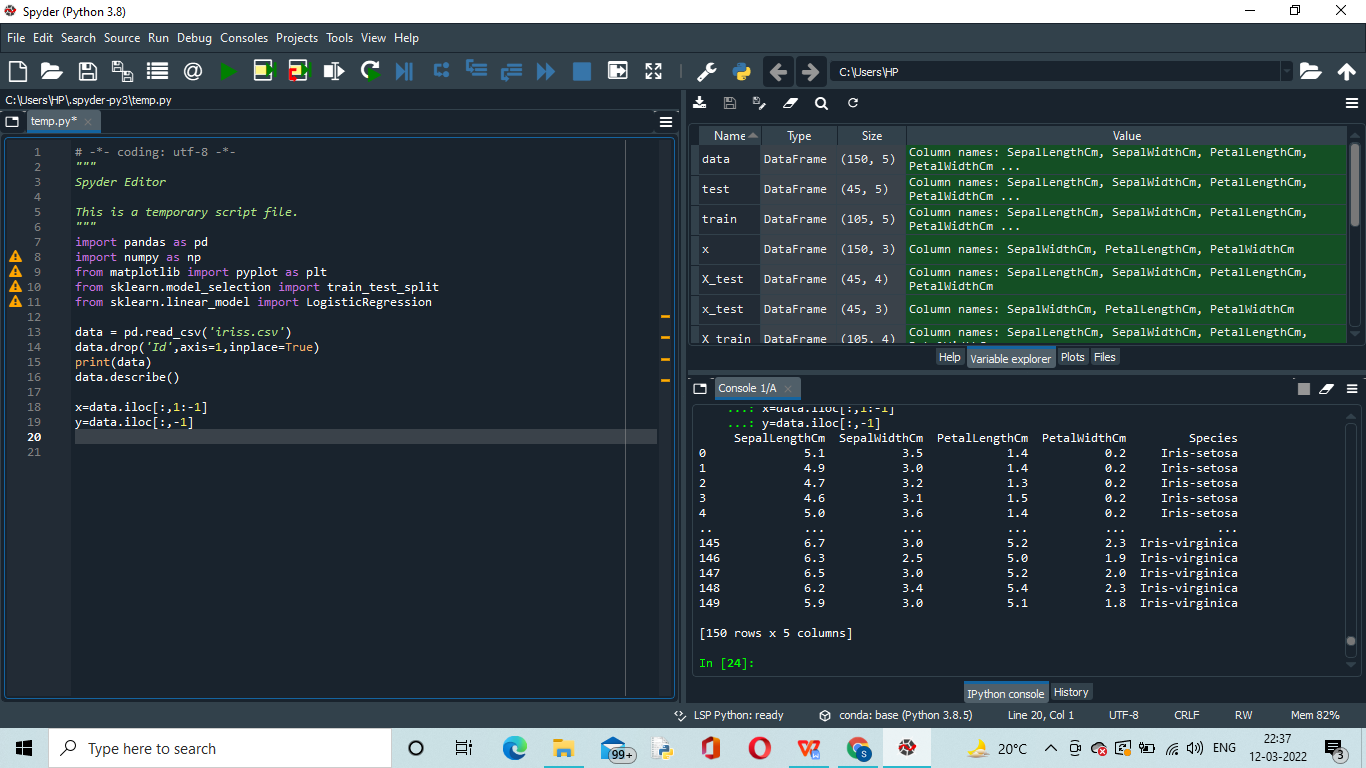 Spyder (Python 3.8)
File Edit Search Source Run Debug Consoles Projects Tools View Help
C:\Users\HP
C:\Users\HP\.spyder-py3\temp.py
temp.py*
1 # -*- coding: utf-8 -*-
2 """
3 Spyder Editor
4
5 This is a temporary script file.
6 """
7 import pandas as pd
8 import numpy as np
9 from matplotlib import pyplot as plt
10 from sklearn.model_selection import train_test_split
11 from sklearn.linear_model import LogisticRegression
12
13 data = pd.read_csv('iriss.csv')
14 data.drop('Id',axis=1,inplace=True)
15 print(data)
16 data.describe()
17
18 x=data.iloc[:,1:-1]
19 y=data.iloc[:,-1]
20
21
Name Type Size Value
data DataFrame (150, 5) Column names: SepalLengthCm, SepalWidthCm, PetalLengthCm,
PetalWidthCm ...
test DataFrame (45, 5) Column names: SepalLengthCm, SepalWidthCm, PetalLengthCm,
PetalWidthCm ...
train DataFrame (105, 5) Column names: SepalLengthCm, SepalWidthCm, PetalLengthCm,
PetalWidthCm ...
x DataFrame (150, 3) Column names: SepalWidthCm, PetalLengthCm, PetalWidthCm
X_test DataFrame (45, 4) Column names: SepalLengthCm, SepalWidthCm, PetalLengthCm,
PetalWidthCm
x_test DataFrame (45, 3) Column names: SepalWidthCm, PetalLengthCm, PetalWidthCm
X_train DataFrame (105, 4) Column names: SepalLengthCm, SepalWidthCm, PetalLengthCm,
Help Variable explorer Plots Files
Console 1/A
...: x=data.iloc[:,1:-1]
...: y=data.iloc[:,-1]
SepalLengthCm SepalWidthCm PetalLengthCm PetalWidthCm Species
0 5.1 3.5 1.4 0.2 Iris-setosa
1 4.9 3.0 1.4 0.2 Iris-setosa
2 4.7 3.2 1.3 0.2 Iris-setosa
3 4.6 3.1 1.5 0.2 Iris-setosa
4 5.0 3.6 1.4 0.2 Iris-setosa
.. ... ... ... ... ...
145 6.7 3.0 5.2 2.3 Iris-virginica
146 6.3 2.5 5.0 1.9 Iris-virginica
147 6.5 3.0 5.2 2.0 Iris-virginica
148 6.2 3.4 5.4 2.3 Iris-virginica
149 5.9 3.0 5.1 1.8 Iris-virginica
[150 rows x 5 columns]
In [24]:
IPython console History
LSP Python: ready conda: base (Python 3.8.5) Line 20, Col 1 UTF-8 CRLF RW Mem 82%
Type here to search
99+
S
20°C
ENG
22:37
12-03-2022
3